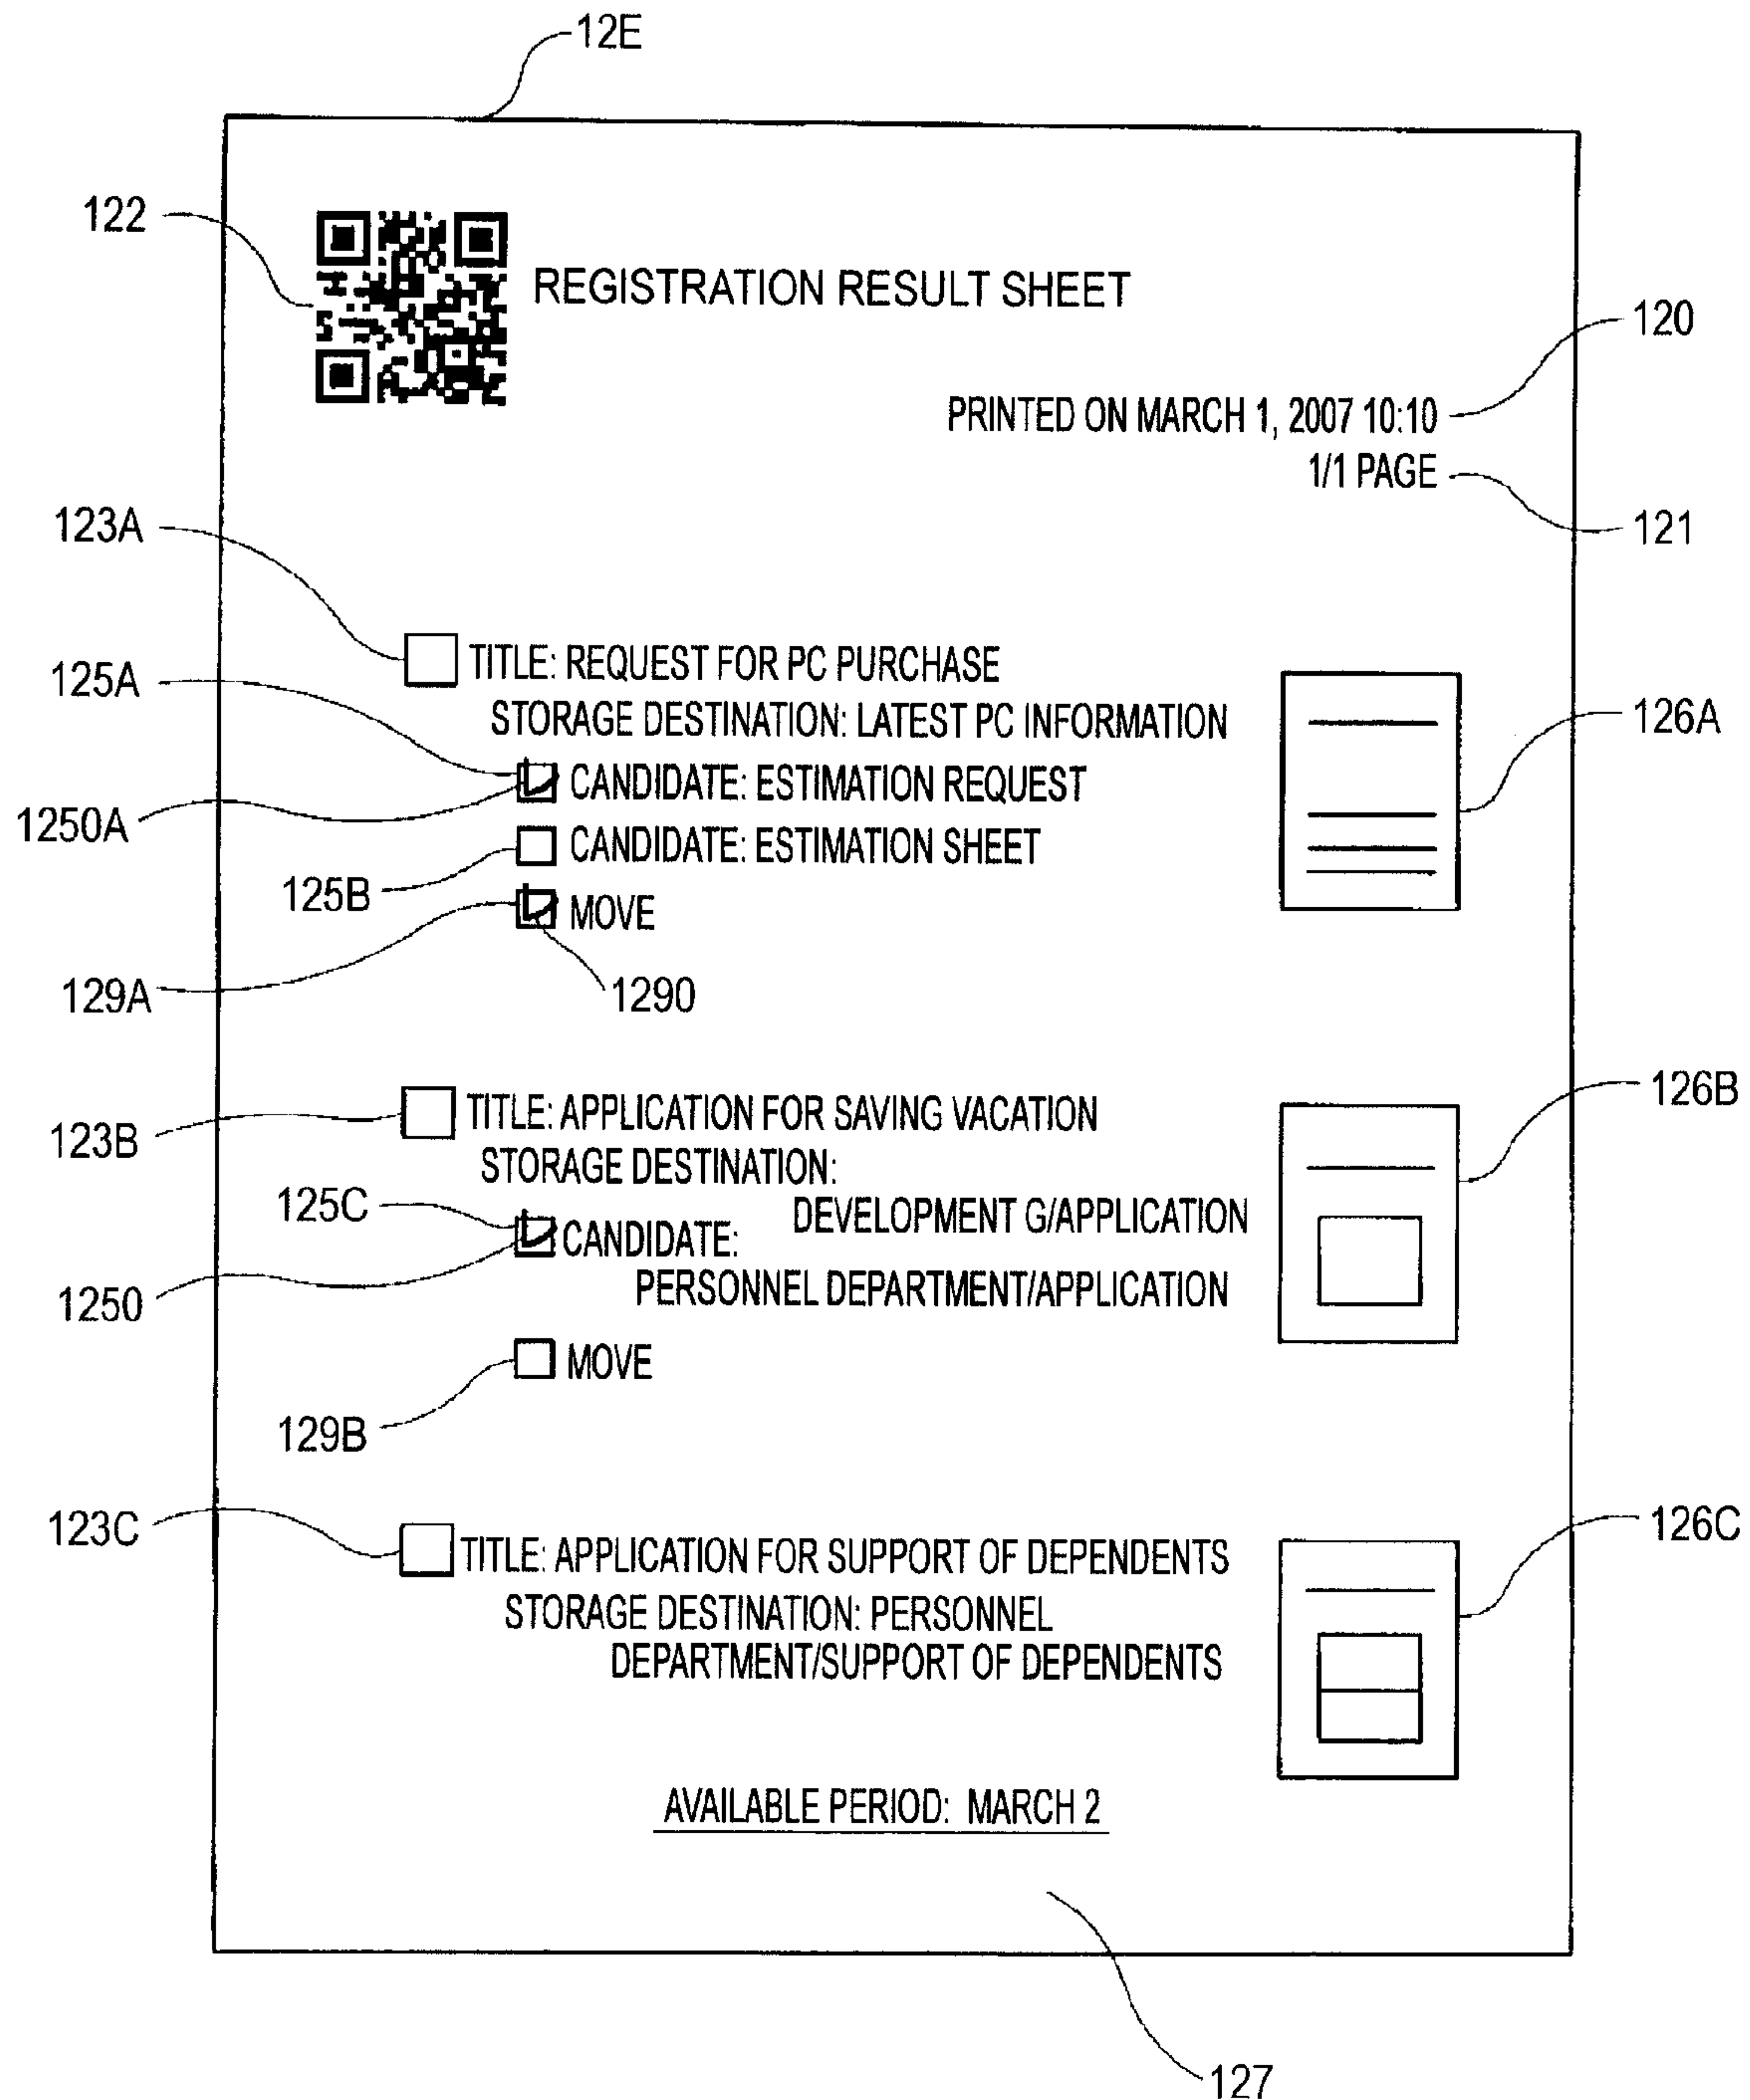 12E
122
REGISTRATION RESULT SHEET
120
PRINTED ON MARCH 1, 2007 10:10
1/1 PAGE
121
123A
TITLE: REQUEST FOR PC PURCHASE
125A
STORAGE DESTINATION: LATEST PC INFORMATION
126A
CANDIDATE: ESTIMATION REQUEST
1250A
CANDIDATE: ESTIMATION SHEET
125B
MOVE
129A
1290
126B
TITLE: APPLICATION FOR SAVING VACATION
123B
STORAGE DESTINATION:
125C
DEVELOPMENT G/APPLICATION
CANDIDATE:
PERSONNEL DEPARTMENT/APPLICATION
1250
MOVE
129B
123C
126C
TITLE: APPLICATION FOR SUPPORT OF DEPENDENTS
STORAGE DESTINATION: PERSONNEL
DEPARTMENT/SUPPORT OF DEPENDENTS
AVAILABLE PERIOD: MARCH 2
127